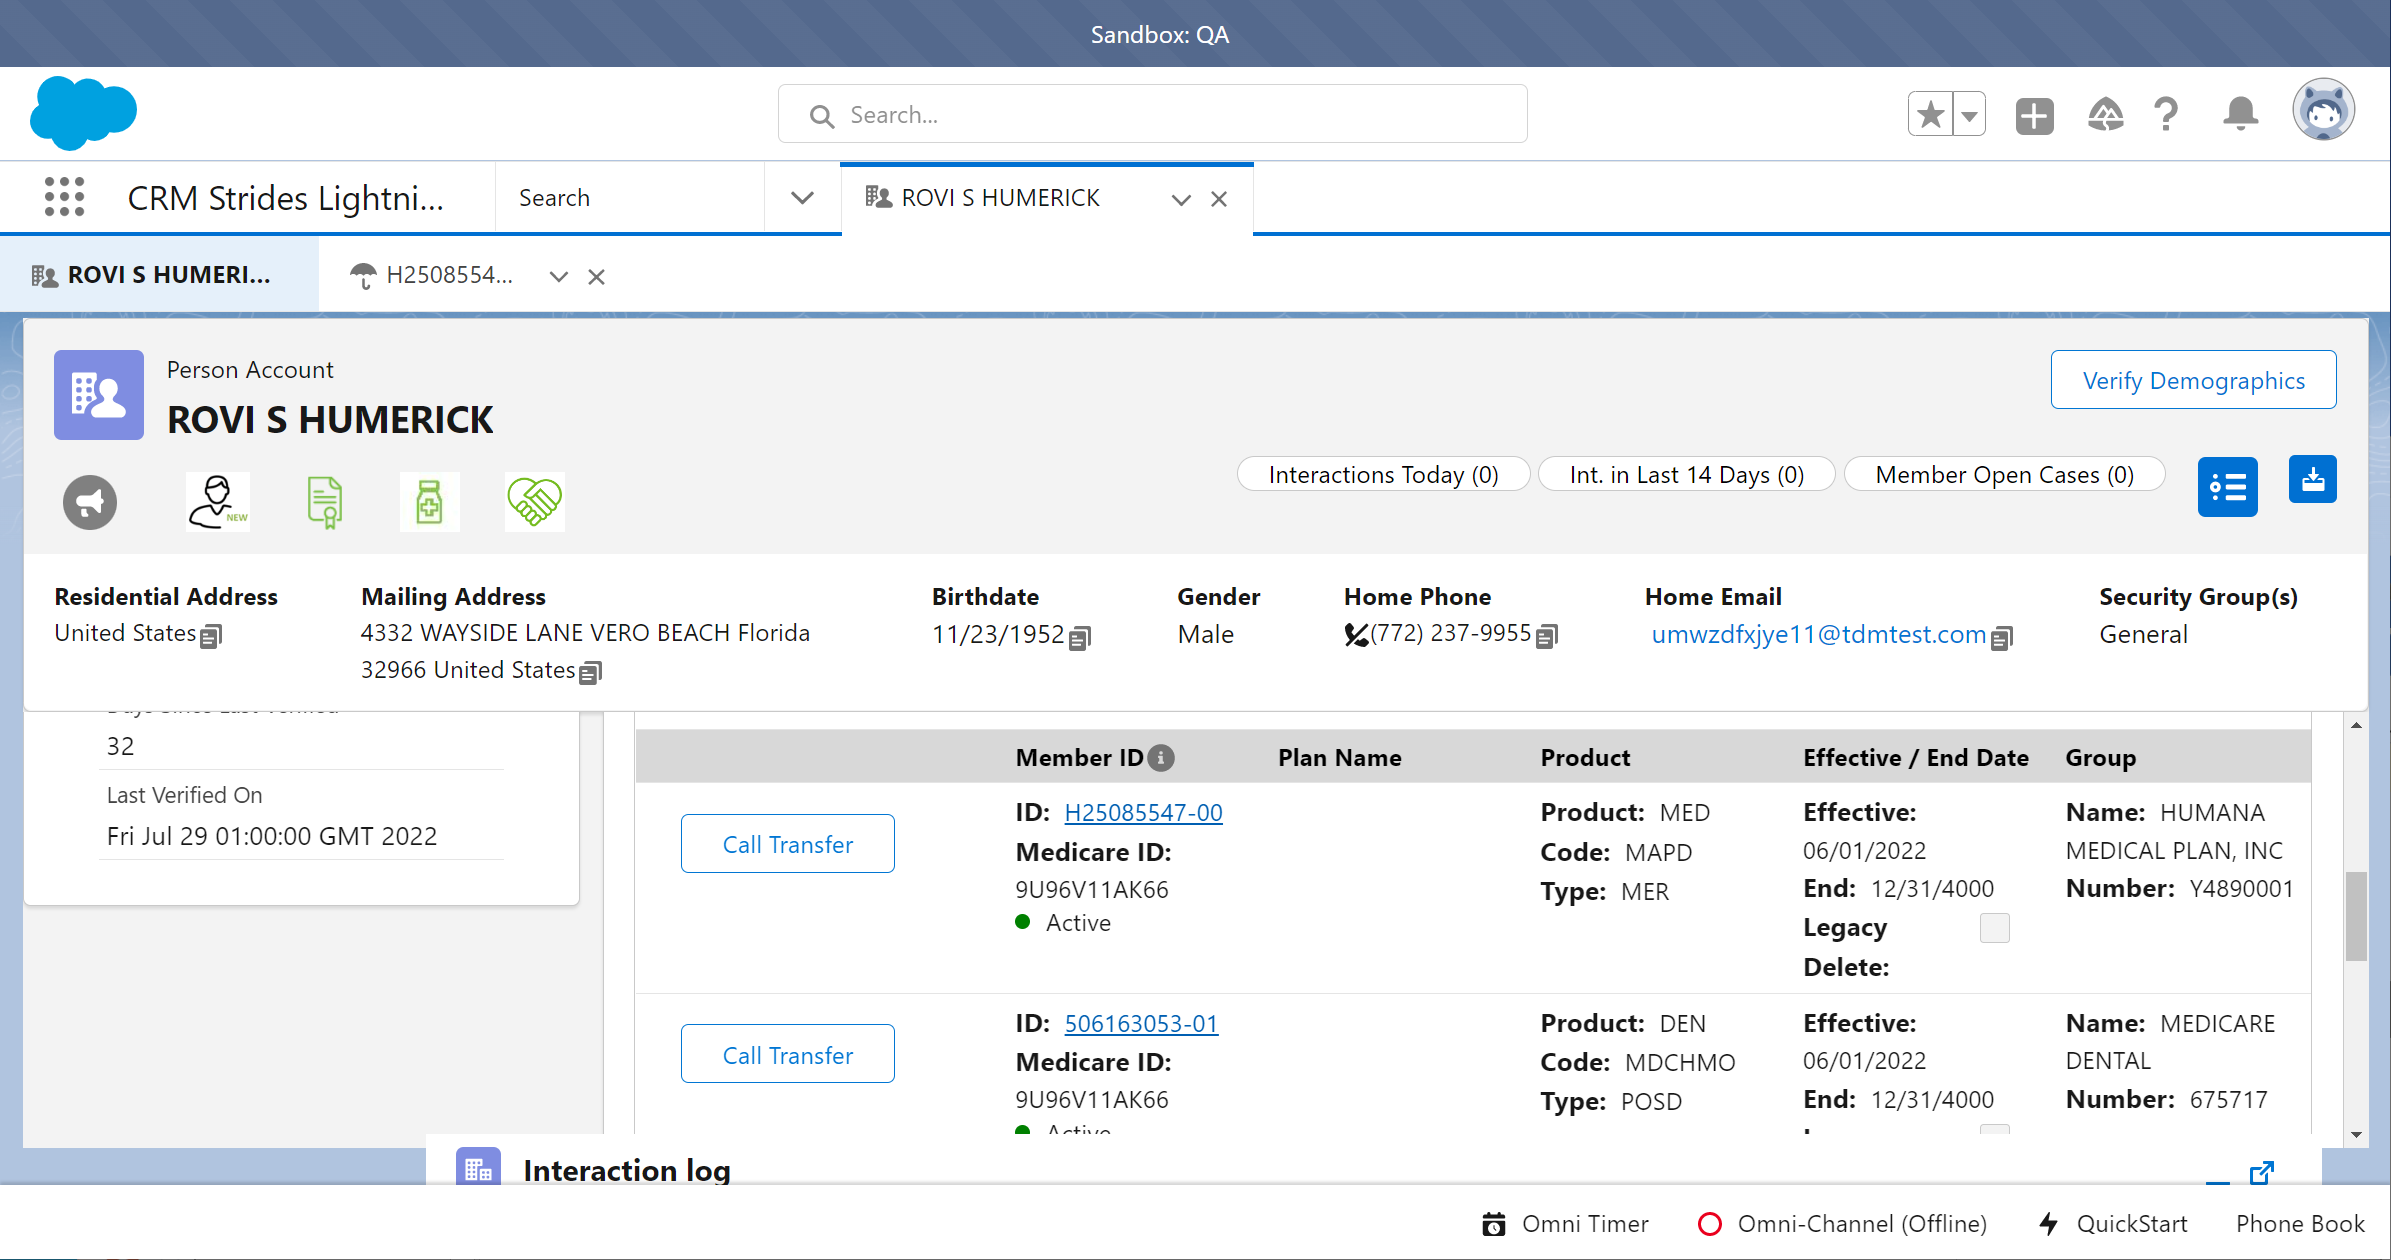 Sandbox: QA
Search...
CRM Strides Lightni...
Search
ROVI S HUMERICK
ROVI S HUMERI...
H2508554...
Person Account
ROVI S HUMERICK
Verify Demographics
NEW
Interactions Today (0)
Int. in Last 14 Days (0)
Member Open Cases (0)
Residential Address
United States
Mailing Address
4332 WAYSIDE LANE VERO BEACH Florida
32966 United States
Birthdate
11/23/1952
Gender
Male
Home Phone
(772) 237-9955
Home Email
umwzdfxjye11@tdmtest.com
Security Group(s)
General
Days Since Last Verified
32
Last Verified On
Fri Jul 29 01:00:00 GMT 2022
Member ID
Plan Name
Product
Effective / End Date
Group
Call Transfer
ID: H25085547-00
Medicare ID:
9U96V11AK66
Active
Product: MED
Code: MAPD
Type: MER
Effective:
06/01/2022
End: 12/31/4000
Legacy
Delete:
Name: HUMANA
MEDICAL PLAN, INC
Number: Y4890001
Call Transfer
ID: 506163053-01
Medicare ID:
9U96V11AK66
Active
Product: DEN
Code: MDCHMO
Type: POSD
Effective:
06/01/2022
End: 12/31/4000
Name: MEDICARE
DENTAL
Number: 675717
Interaction log
Omni Timer
Omni-Channel (Offline)
QuickStart
Phone Book